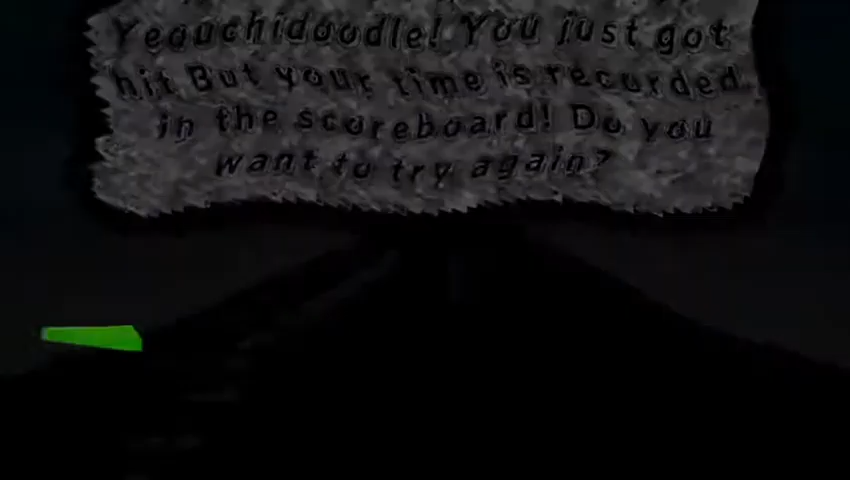 Yeouchidoodle! You just got
hit But your time is recorded
in the scoreboard! Do you
want to try again?